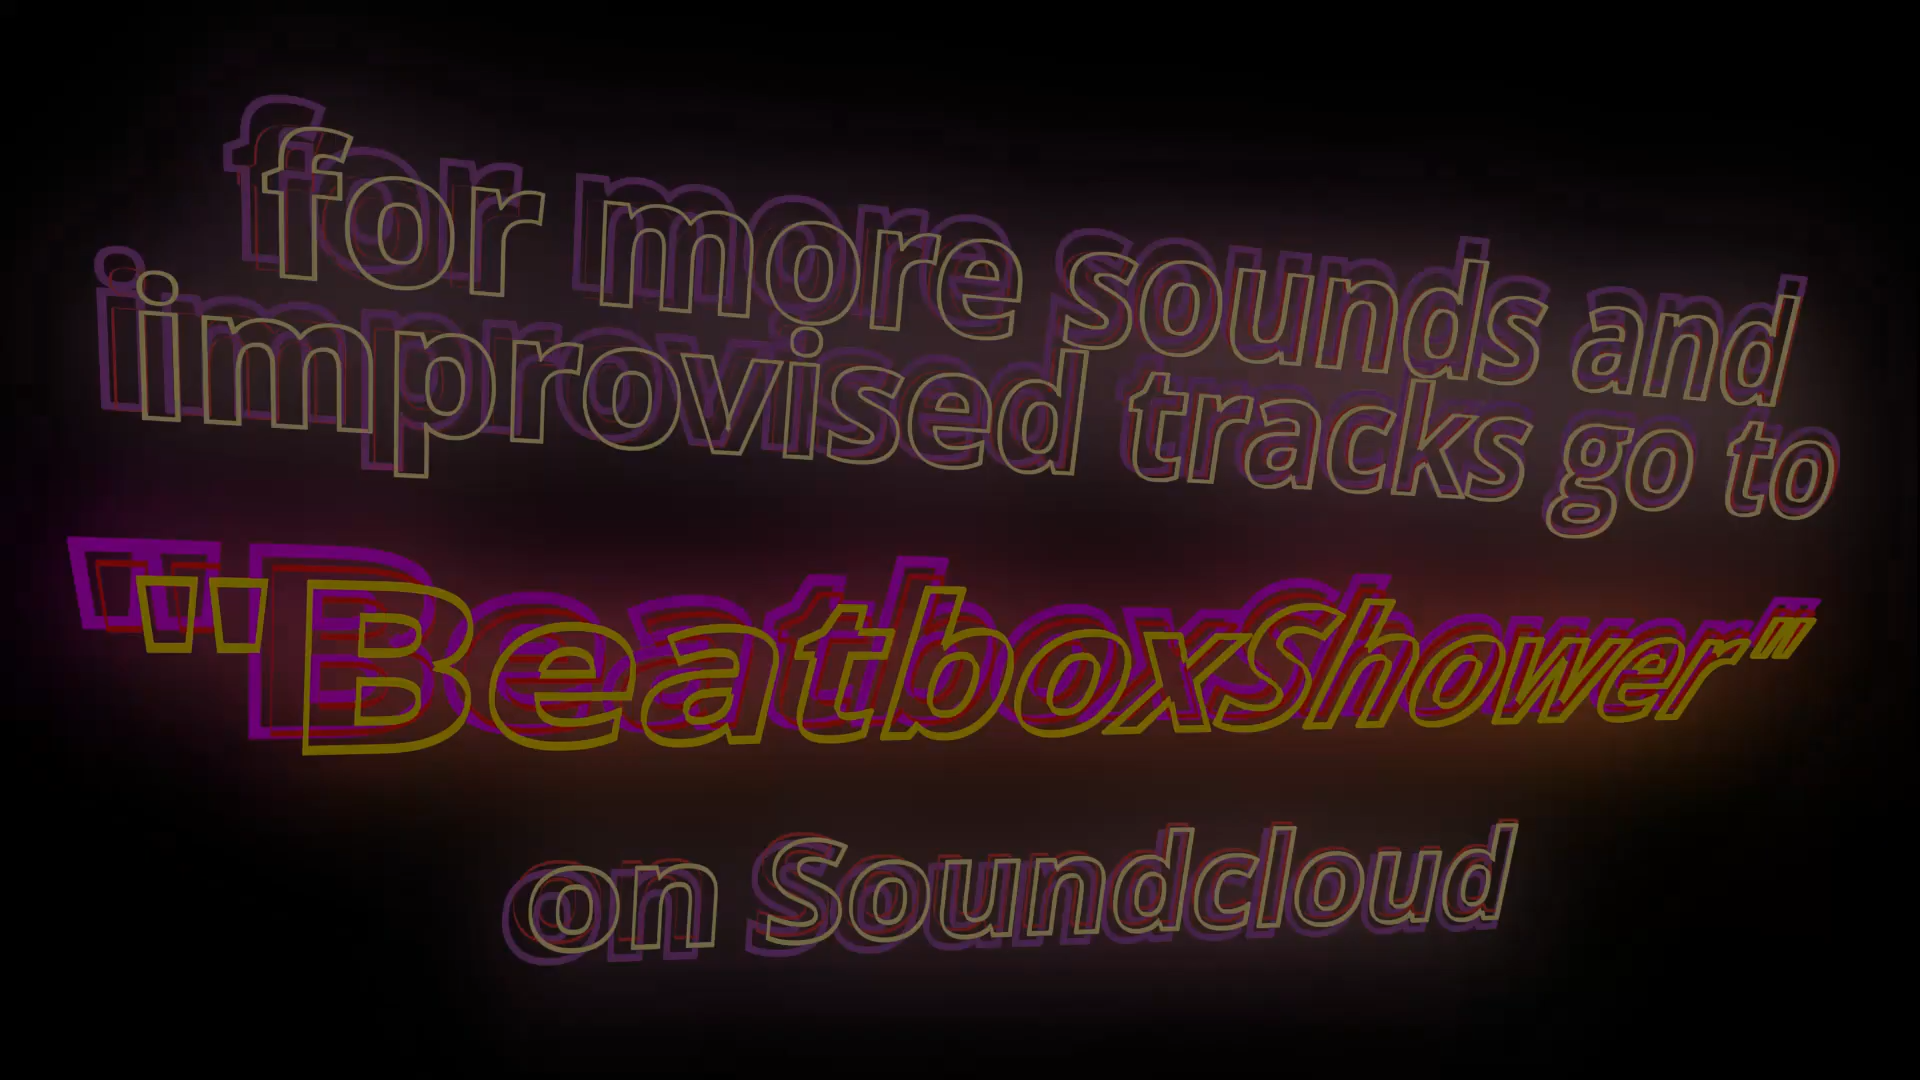 for more sounds and
improvised tracks go to
"BeatboxShower"
on Soundcloud